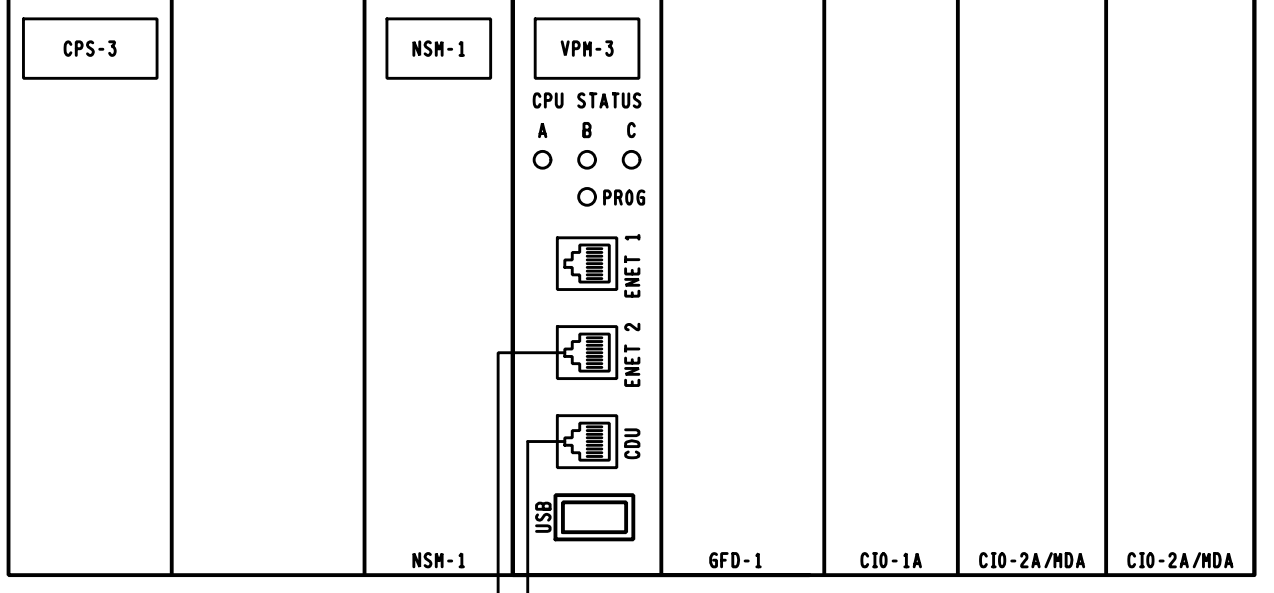 CPS-3
NSM-1
VPM-3
CPU STATUS
A B C
PROG
ENET 1
ENET 2
CDU
USB
NSM-1
GFD-1
CIO-1A
CIO-2A/MDA
CIO-2A/MDA